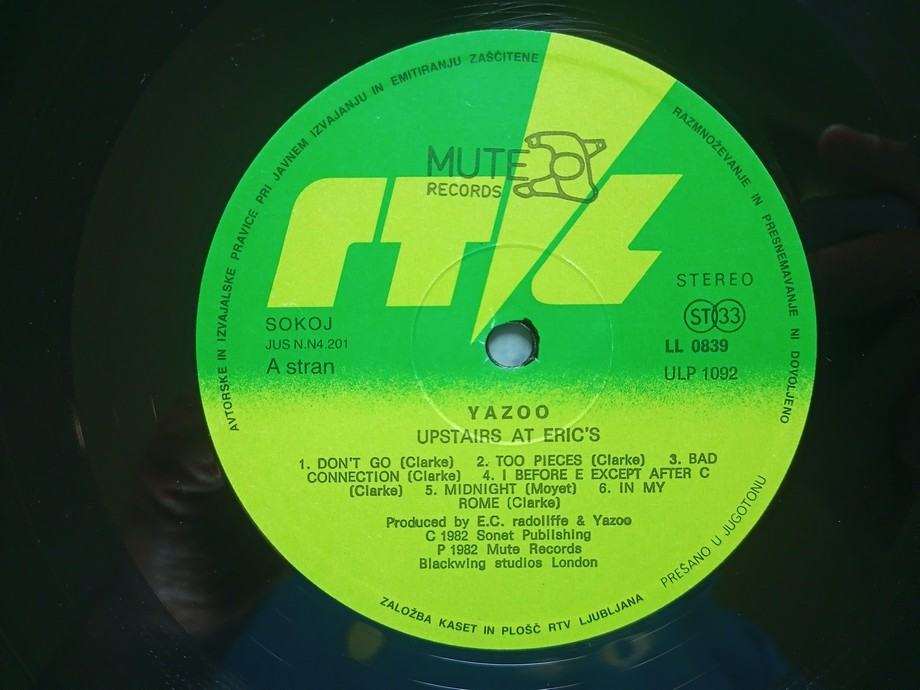 AVTORSKE IN IZVAJALSKE PRAVICE PRI JAVNEM IZVAJANJU IN EMITIRANJU ZAŠČITENE
RAZMNOŽEVANJE IN PRESNEMAVANJE NI DOVOLJENO
MUTE
RECORDS
RTL
STEREO
SOKOJ
ST 33
JUS N.N4.201
LL 0839
A stran
ULP 1092
YAZOO
UPSTAIRS AT ERIC'S
1. DON'T GO (Clarke) 2. TOO PIECES (Clarke) 3. BAD
CONNECTION (Clarke) 4. I BEFORE E EXCEPT AFTER C
(Clarke) 5. MIDNIGHT (Moyet) 6. IN MY
ROME (Clarke)
Produced by E.C. radoliffe & Yazoo
C 1982 Sonet Publishing
P 1982 Mute Records
Blackwing studios London
PREŠANO U JUGOTONU
ZALOŽBA KASET IN PLOŠČ RTV LJUBLJANA